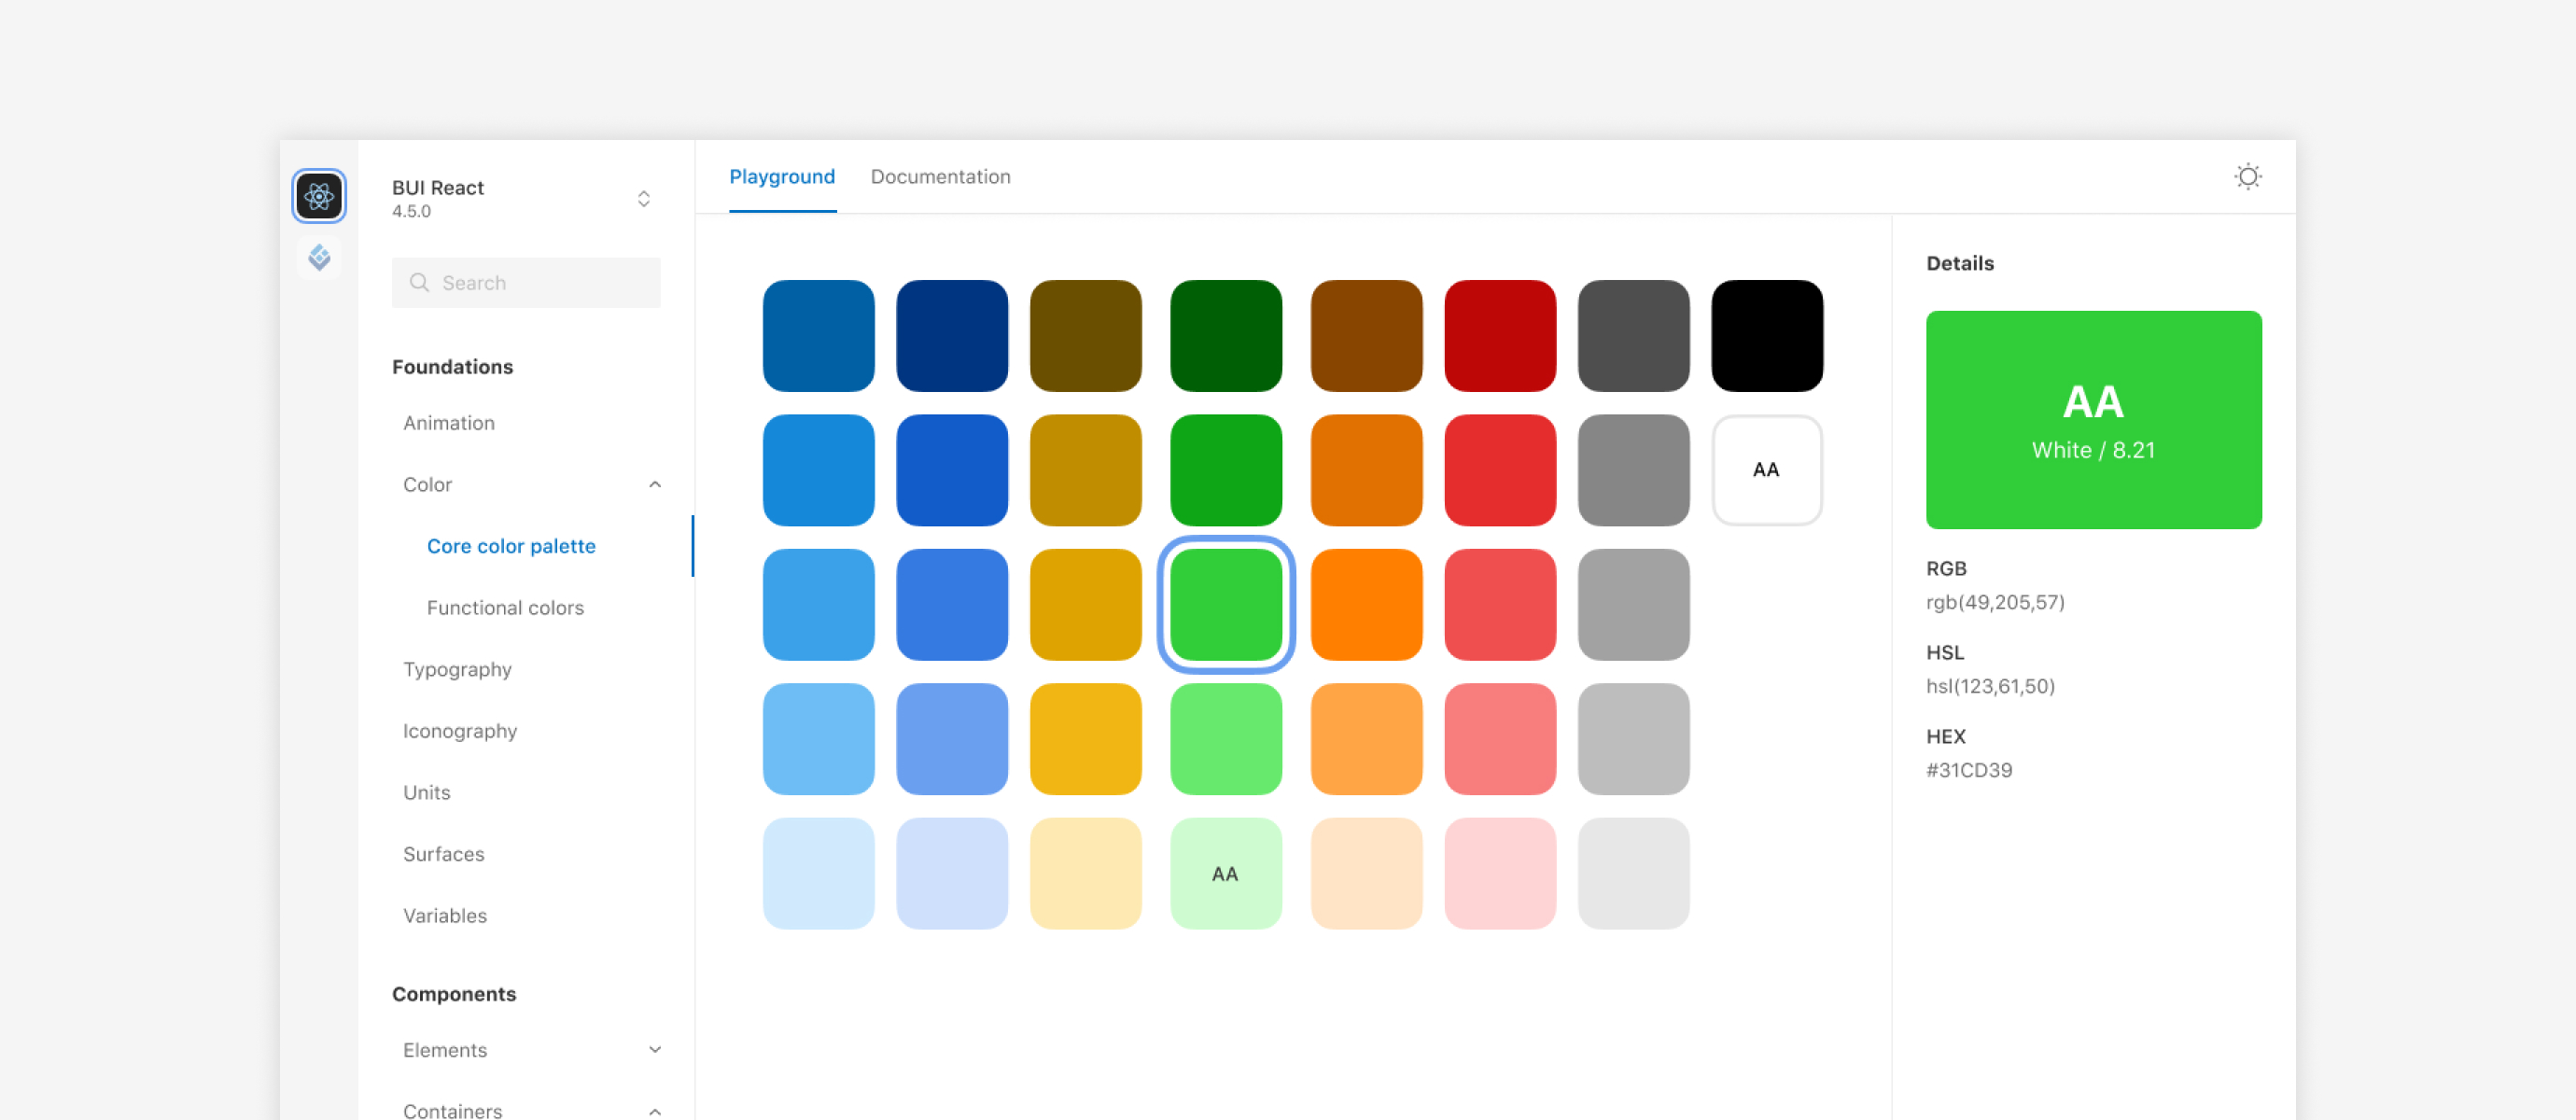 BUI React
4.5.0
Search
Foundations
Animation
Color
Core color palette
Functional colors
Typography
Iconography
Units
Surfaces
Variables
Components
Elements
Containers
Playground
Documentation
AA
AA
Details
AA
White / 8.21
RGB
rgb(49,205,57)
HSL
hsl(123,61,50)
HEX
#31CD39